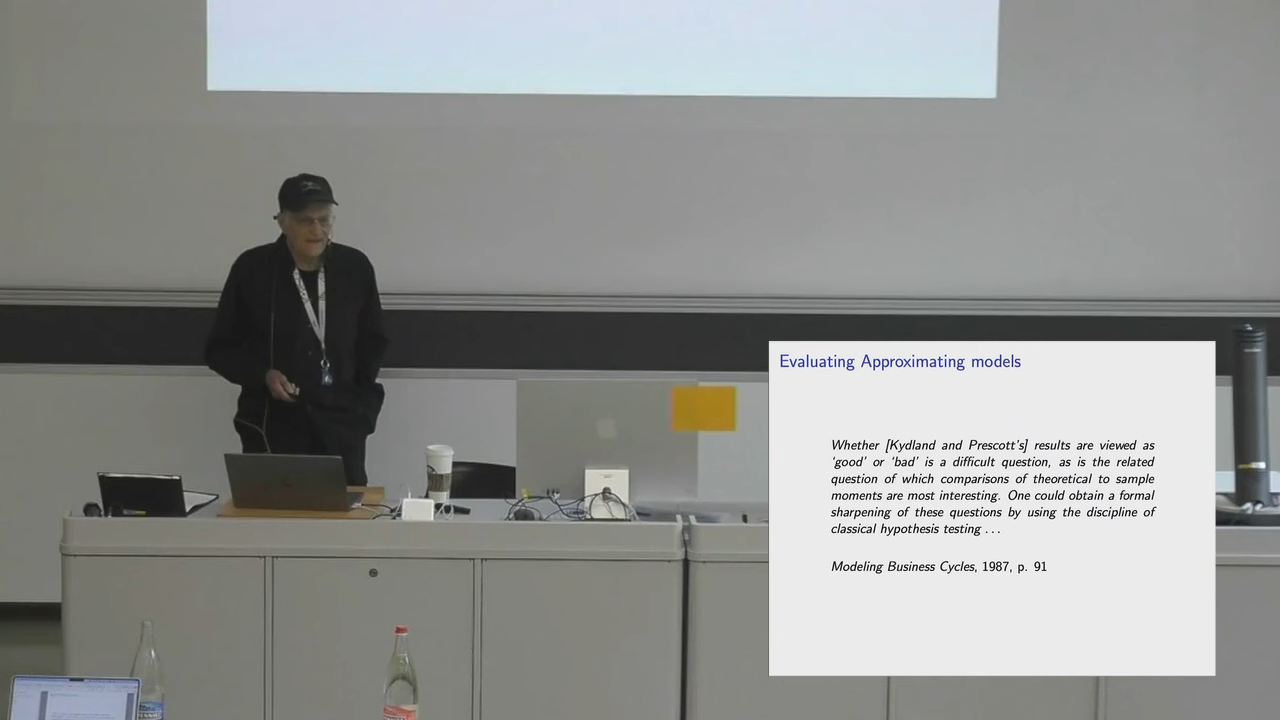 Evaluating Approximating models
Whether [Kydland and Prescott's] results are viewed as
‘good’ or ‘bad’ is a difficult question, as is the related
question of which comparisons of theoretical to sample
moments are most interesting. One could obtain a formal
sharpening of these questions by using the discipline of
classical hypothesis testing ...
Modeling Business Cycles, 1987, p. 91